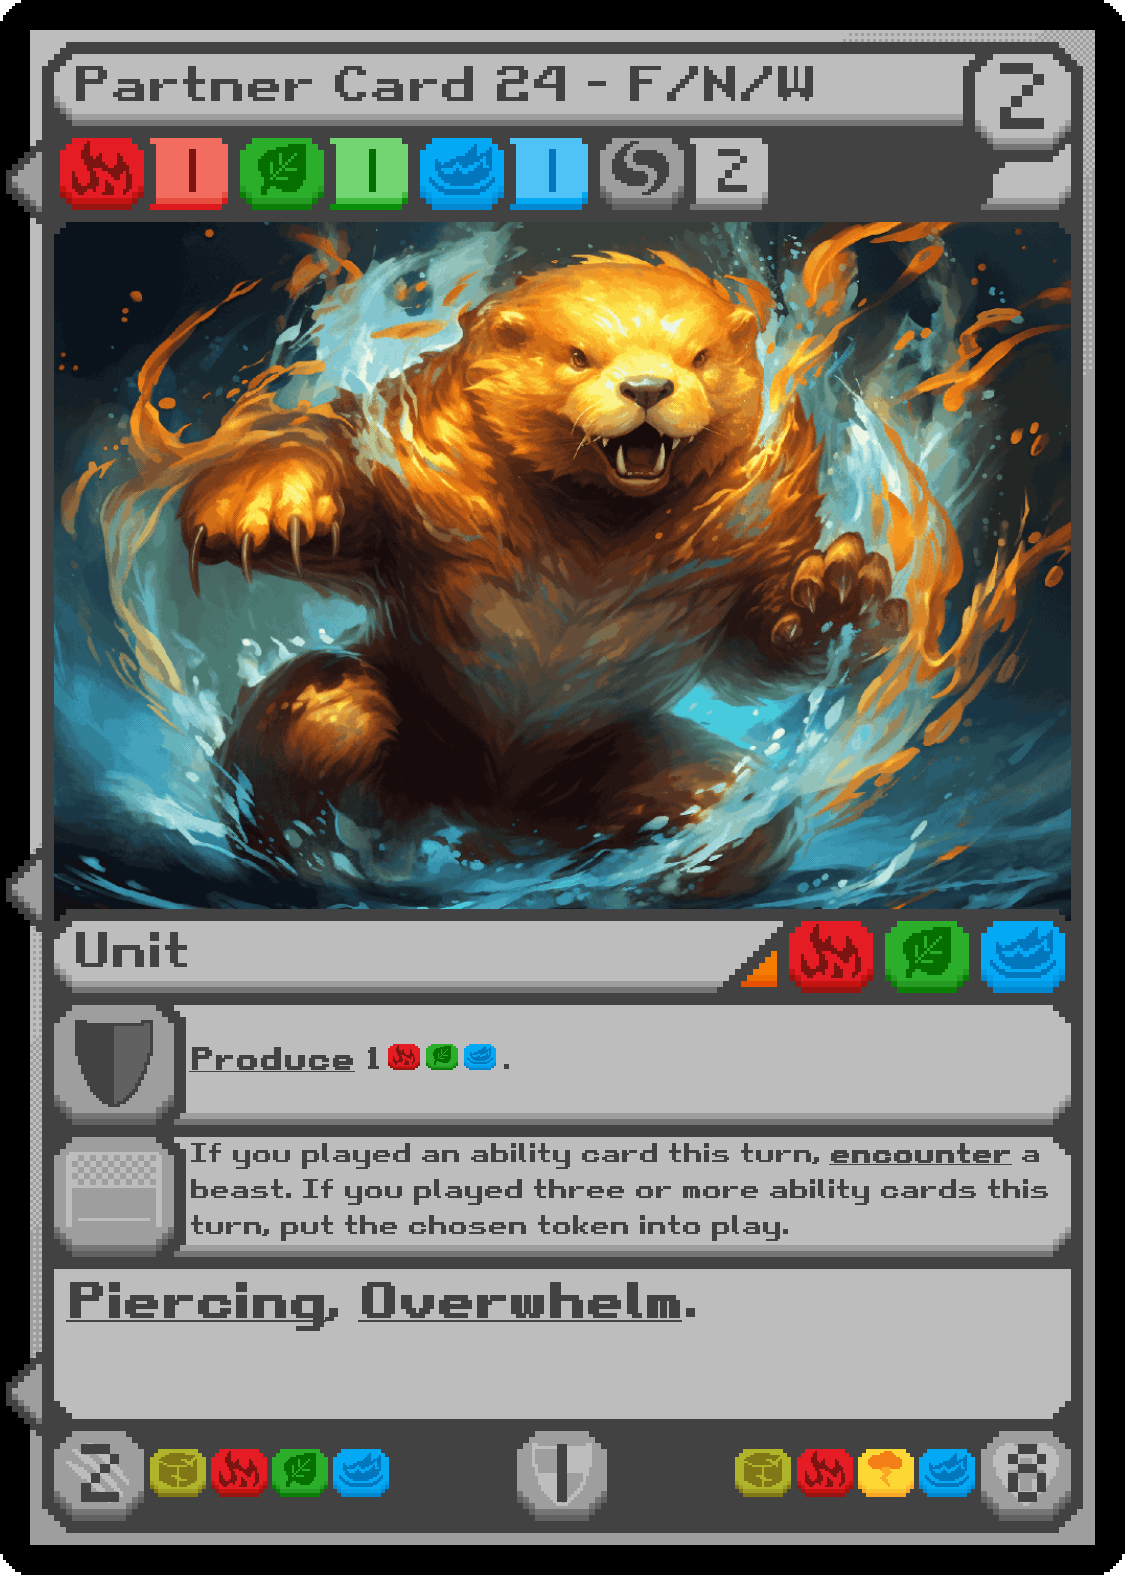 Partner Card 24 - F/N/W
2
1 1 1 2
Unit
Produce 1 .
If you played an ability card this turn, encounter a
beast. If you played three or more ability cards this
turn, put the chosen token into play.
Piercing, Overwhelm.
2 1 8